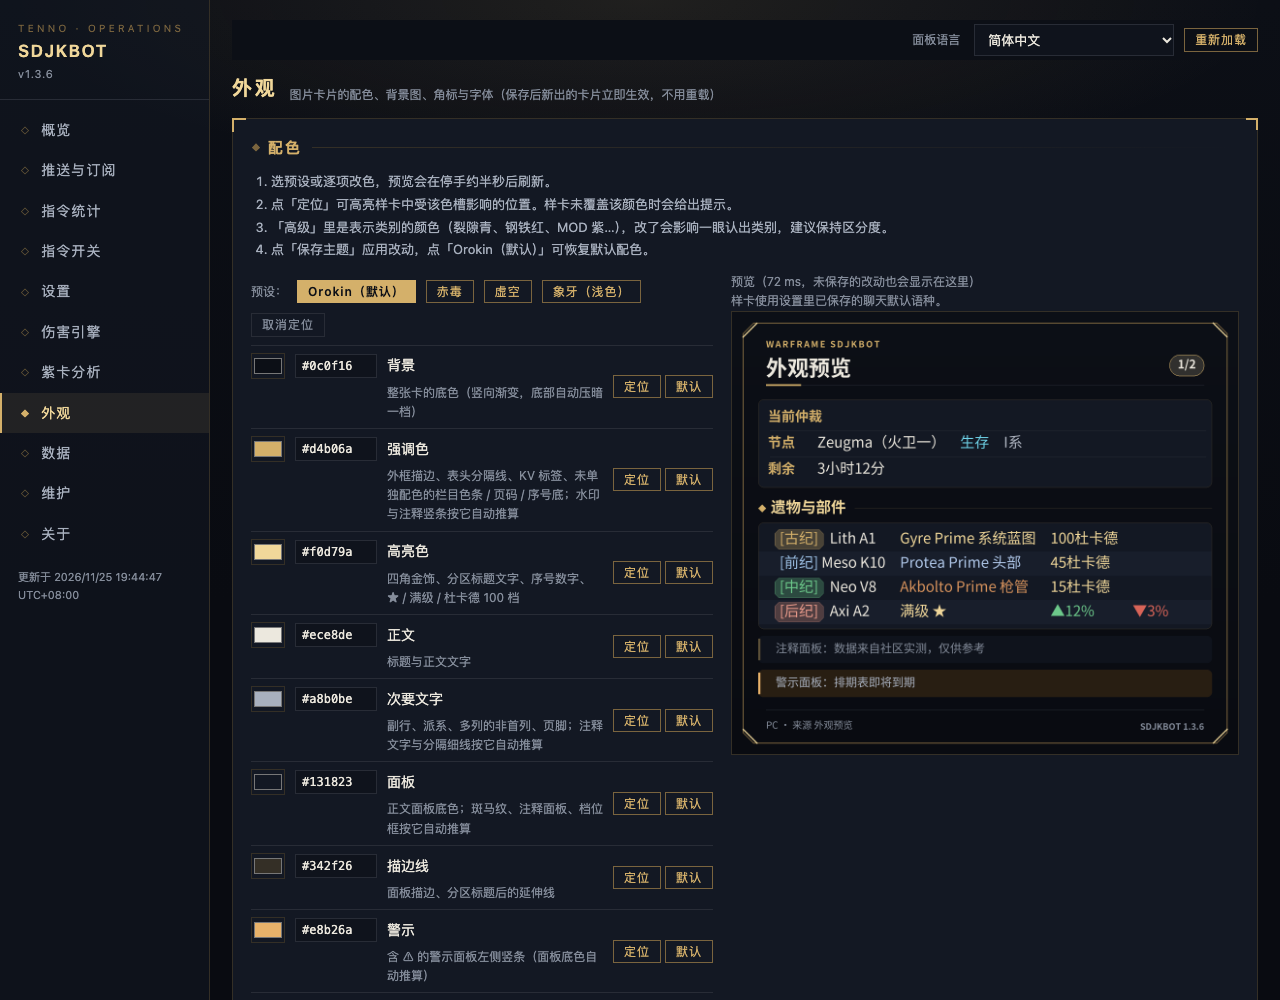 TENNO · OPERATIONS
SDJKBOT
v1.3.6
概览
推送与订阅
指令统计
指令开关
设置
伤害引擎
紫卡分析
外观
数据
维护
关于
更新于 2026/11/25 19:44:47
UTC+08:00
面板语言
简体中文
重新加载
外观
图片卡片的配色、背景图、角标与字体（保存后新出的卡片立即生效，不用重载）
配色
1. 选预设或逐项改色，预览会在停手约半秒后刷新。
2. 点「定位」可高亮样卡中受该色槽影响的位置。样卡未覆盖该颜色时会给出提示。
3. 「高级」里是表示类别的颜色（裂隙青、钢铁红、MOD 紫…），改了会影响一眼认出类别，建议保持区分度。
4. 点「保存主题」应用改动，点「Orokin（默认）」可恢复默认配色。
预设：
Orokin（默认）
赤毒
虚空
象牙（浅色）
取消定位
#0c0f16
背景
整张卡的底色（竖向渐变，底部自动压暗
一档）
定位
默认
#d4b06a
强调色
外框描边、表头分隔线、KV 标签、未单
独配色的栏目色条 / 页码 / 序号底；水印
与注释竖条按它自动推算
定位
默认
#f0d79a
高亮色
四角金饰、分区标题文字、序号数字、
★ / 满级 / 杜卡德 100 档
定位
默认
#ece8de
正文
标题与正文文字
定位
默认
#a8b0be
次要文字
副行、派系、多列的非首列、页脚；注释
文字与分隔细线按它自动推算
定位
默认
#131823
面板
正文面板底色；斑马纹、注释面板、档位
框按它自动推算
定位
默认
#342f26
描边线
面板描边、分区标题后的延伸线
定位
默认
#e8b26a
警示
含 ⚠ 的警示面板左侧竖条（面板底色自
动推算）
定位
默认
预览（72 ms，未保存的改动也会显示在这里）
样卡使用设置里已保存的聊天默认语种。
WARFRAME SDJKBOT
外观预览
1/2
当前仲裁
节点 Zeugma（火卫一） 生存 I系
剩余 3小时12分
遗物与部件
[古纪] Lith A1 Gyre Prime 系统蓝图 100杜卡德
[前纪] Meso K10 Protea Prime 头部 45杜卡德
[中纪] Neo V8 Akbolto Prime 枪管 15杜卡德
[后纪] Axi A2 满级 ★ ▲12% ▼3%
注释面板：数据来自社区实测，仅供参考
警示面板：排期表即将到期
PC · 来源 外观预览
SDJKBOT 1.3.6